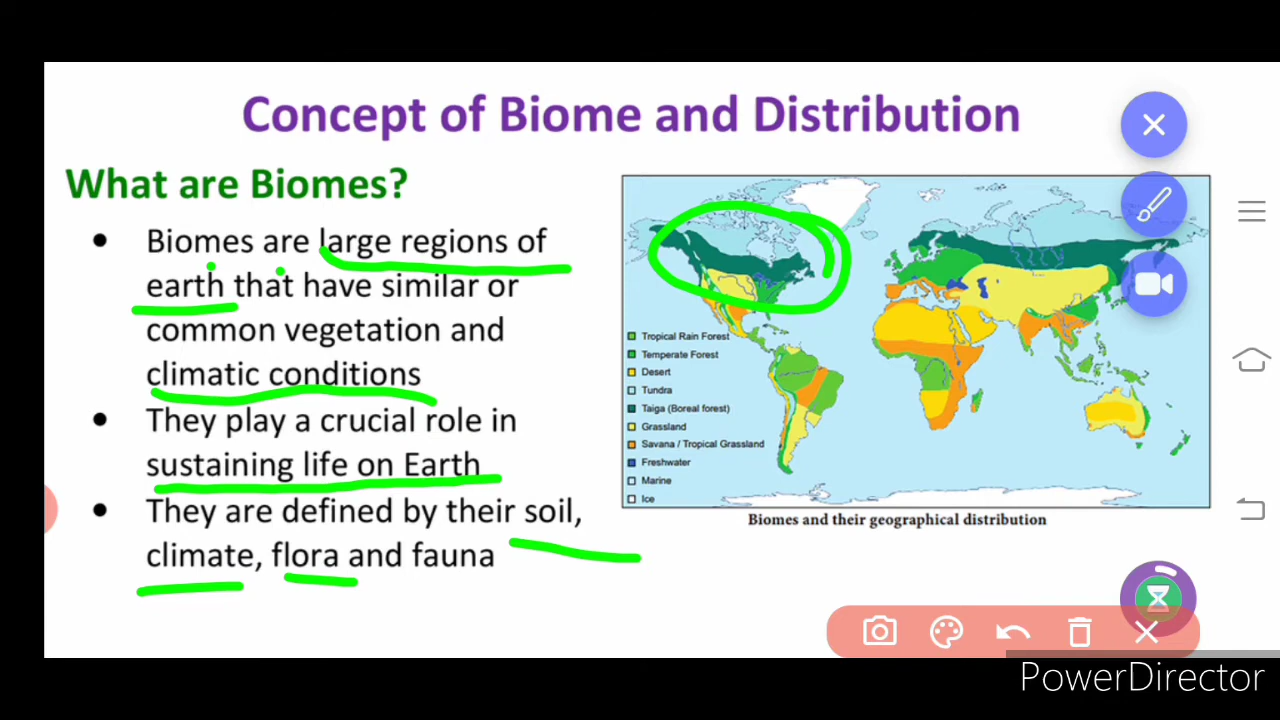 Concept of Biome and Distribution
What are Biomes?
• Biomes are large regions of
earth that have similar or
common vegetation and
climatic conditions
• They play a crucial role in
sustaining life on Earth
• They are defined by their soil,
climate, flora and fauna
Tropical Rain Forest
Temperate Forest
Desert
Tundra
Taiga (Boreal forest)
Grassland
Savana / Tropical Grassland
Freshwater
Marine
Ice
Biomes and their geographical distribution
PowerDirector